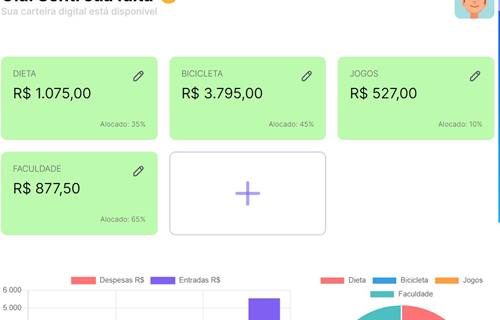 Sua carteira digital está disponível
DIETA
R$ 1.075,00
Alocado: 35%
BICICLETA
R$ 3.795,00
Alocado: 45%
JOGOS
R$ 527,00
Alocado: 10%
FACULDADE
R$ 877,50
Alocado: 65%
Despesas R$ Entradas R$
6.000
5.000
Dieta Bicicleta Jogos
Faculdade